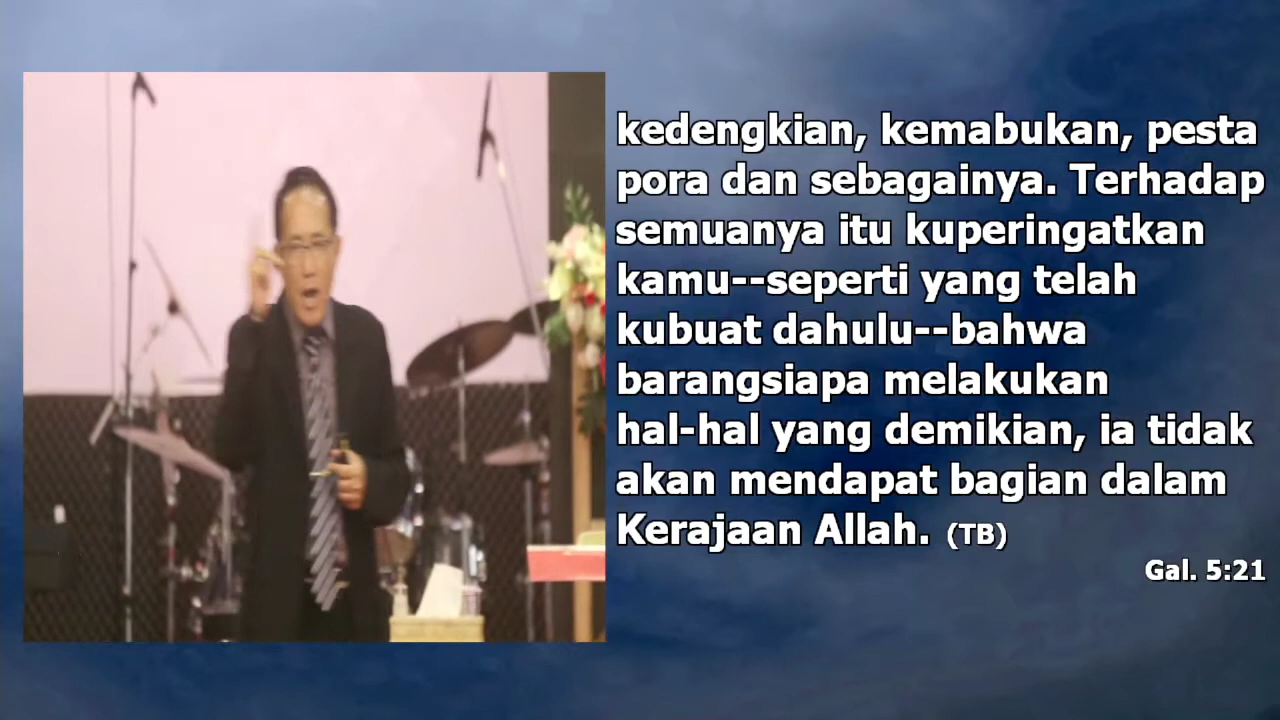 kedengkian, kemabukan, pesta
pora dan sebagainya. Terhadap
semuanya itu kuperingatkan
kamu--seperti yang telah
kubuat dahulu--bahwa
barangsiapa melakukan
hal-hal yang demikian, ia tidak
akan mendapat bagian dalam
Kerajaan Allah. (TB)
Gal. 5:21